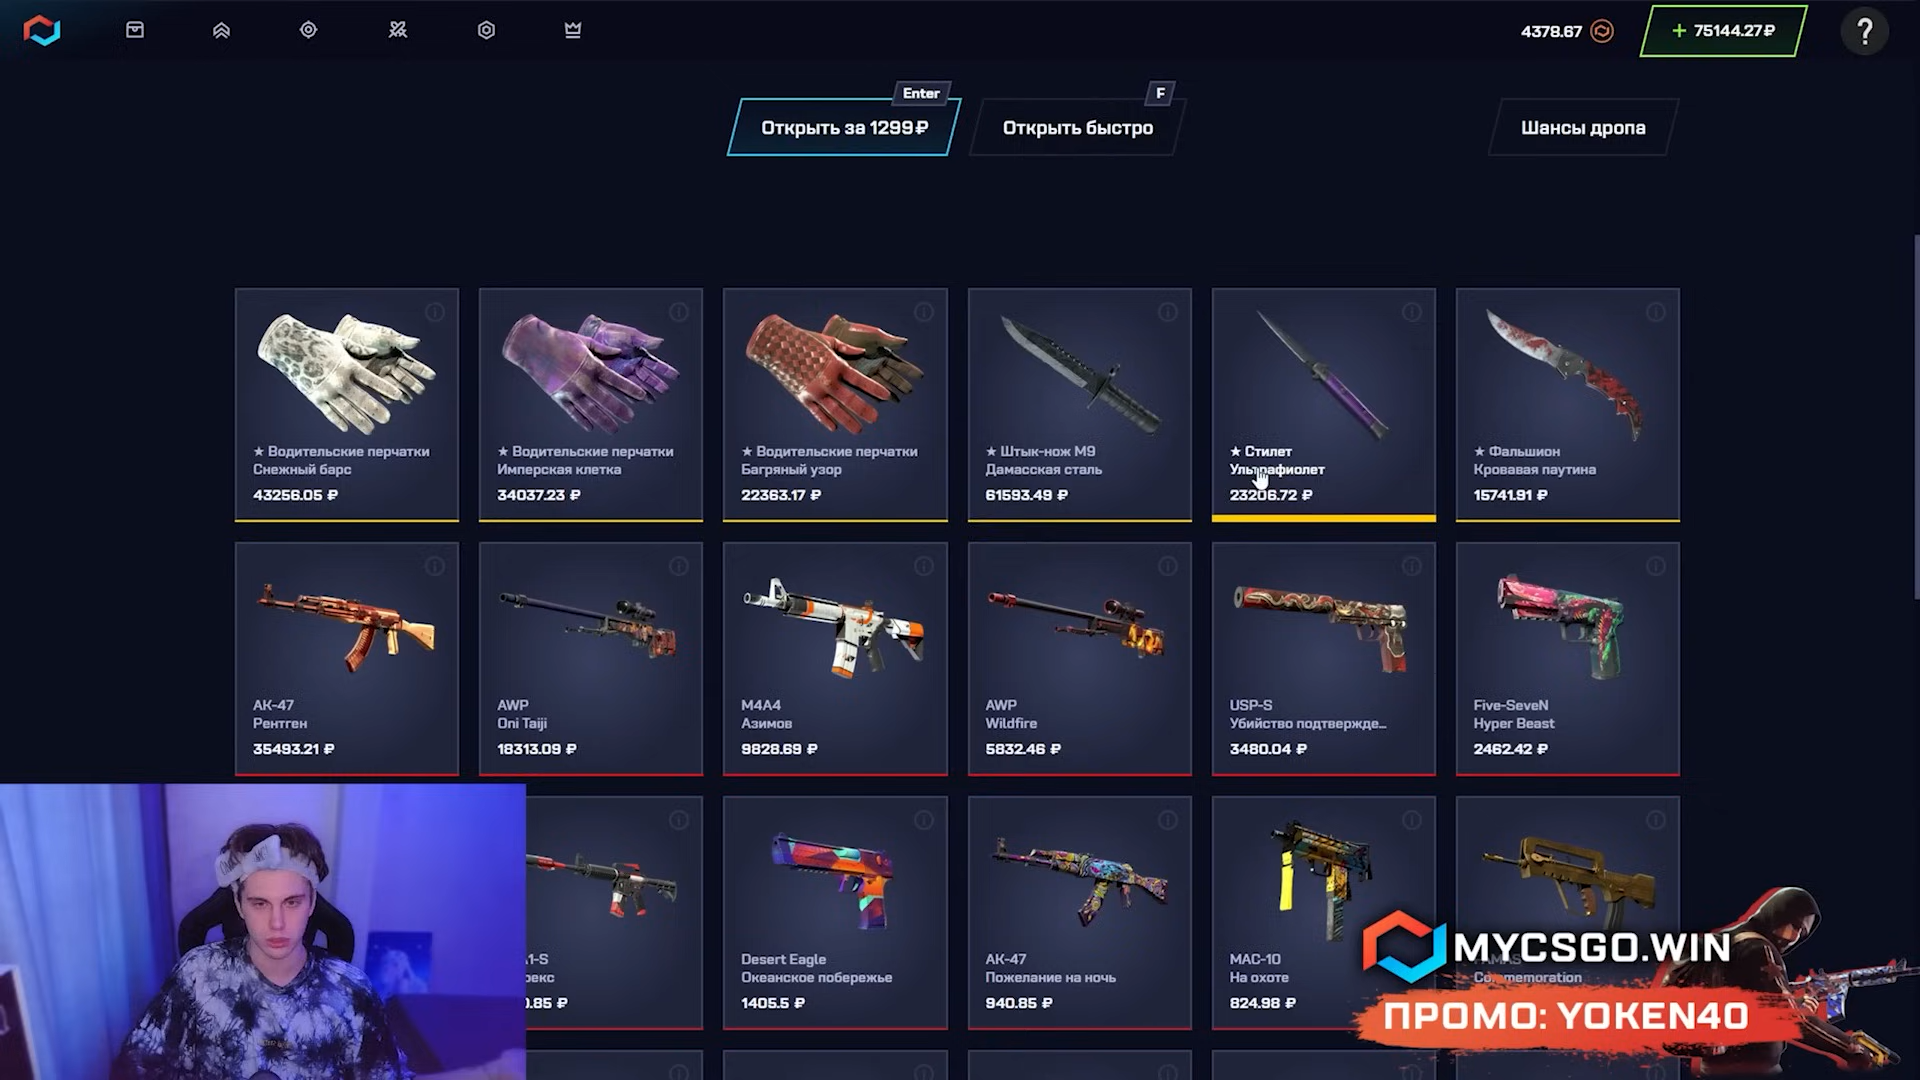 4378.67
+ 75144.27₽
?
Enter
F
Открыть за 1299₽
Открыть быстро
Шансы дропа
★ Водительские перчатки
Снежный барс
43256.05 ₽
★ Водительские перчатки
Имперская клетка
34037.23 ₽
★ Водительские перчатки
Багряный узор
22363.17 ₽
★ Штык-нож M9
Дамасская сталь
61593.49 ₽
★ Стилет
Ультрафиолет
23206.72 ₽
★ Фальшион
Кровавая паутина
15741.91 ₽
AK-47
Рентген
35493.21 ₽
AWP
Oni Taiji
18313.09 ₽
M4A4
Азимов
9828.69 ₽
AWP
Wildfire
5832.46 ₽
USP-S
Убийство подтвержде...
3480.04 ₽
Five-SeveN
Hyper Beast
2462.42 ₽
Desert Eagle
Океанское побережье
1405.5 ₽
AK-47
Пожелание на ночь
940.85 ₽
MAC-10
На охоте
824.98 ₽
MYCSGO.WIN
ПРОМО: YOKEN40